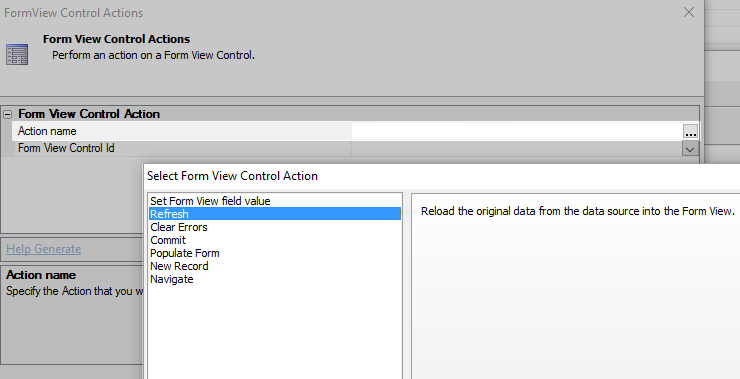 FormView Control Actions
Form View Control Actions
Perform an action on a Form View Control.
Form View Control Action
Action name
...
Form View Control Id
Select Form View Control Action
Set Form View field value
Refresh
Clear Errors
Commit
Populate Form
New Record
Navigate
Reload the original data from the data source into the Form View.
Help Generate
Action name
Specify the Action that you w